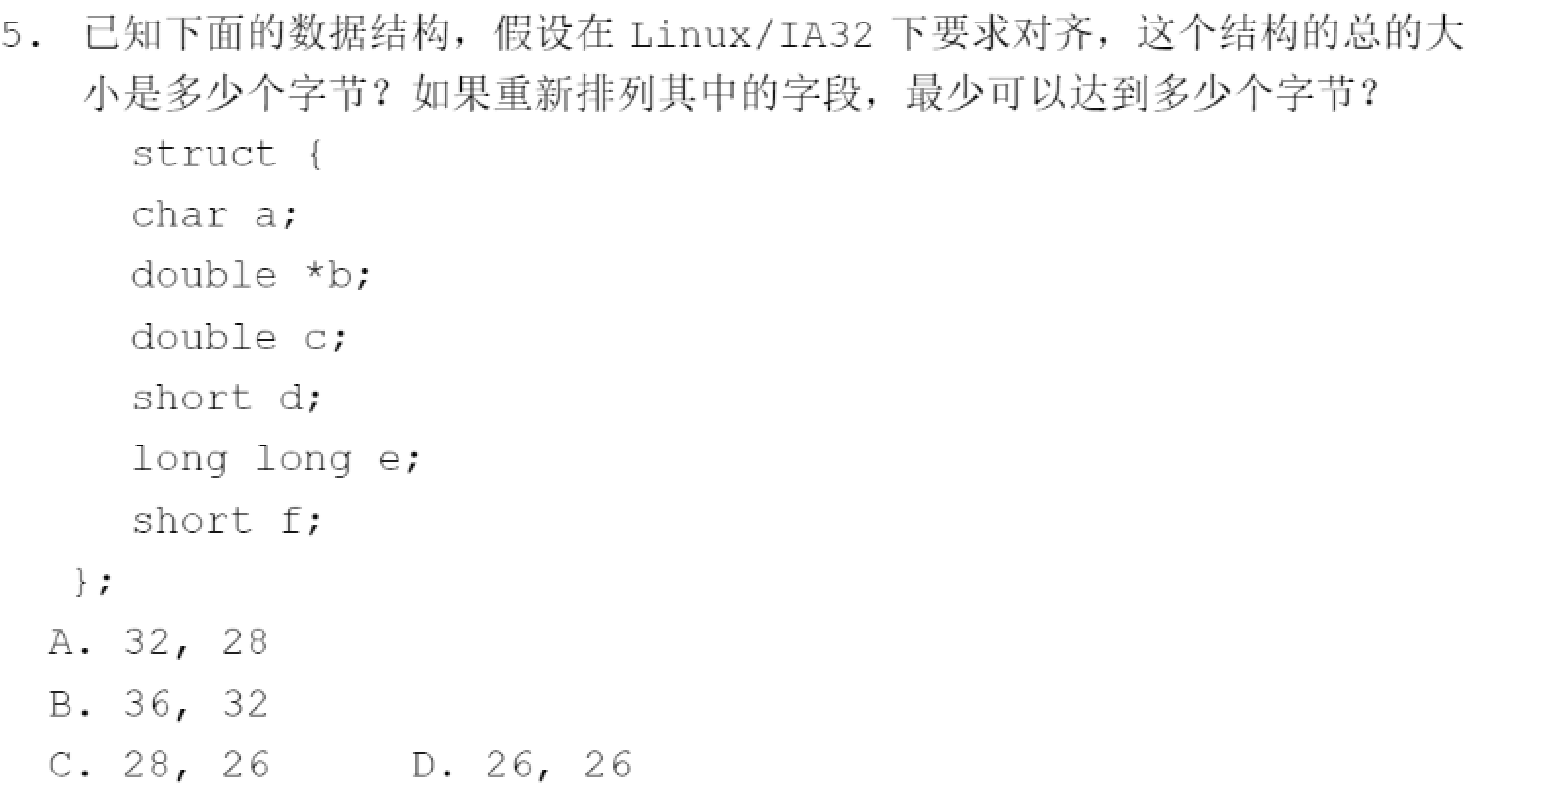 5. 已知下面的数据结构，假设在 Linux/IA32 下要求对齐，这个结构的总的大
小是多少个字节？如果重新排列其中的字段，最少可以达到多少个字节？
struct {
char a;
double *b;
double c;
short d;
long long e;
short f;
};
A. 32, 28
B. 36, 32
C. 28, 26 D. 26, 26